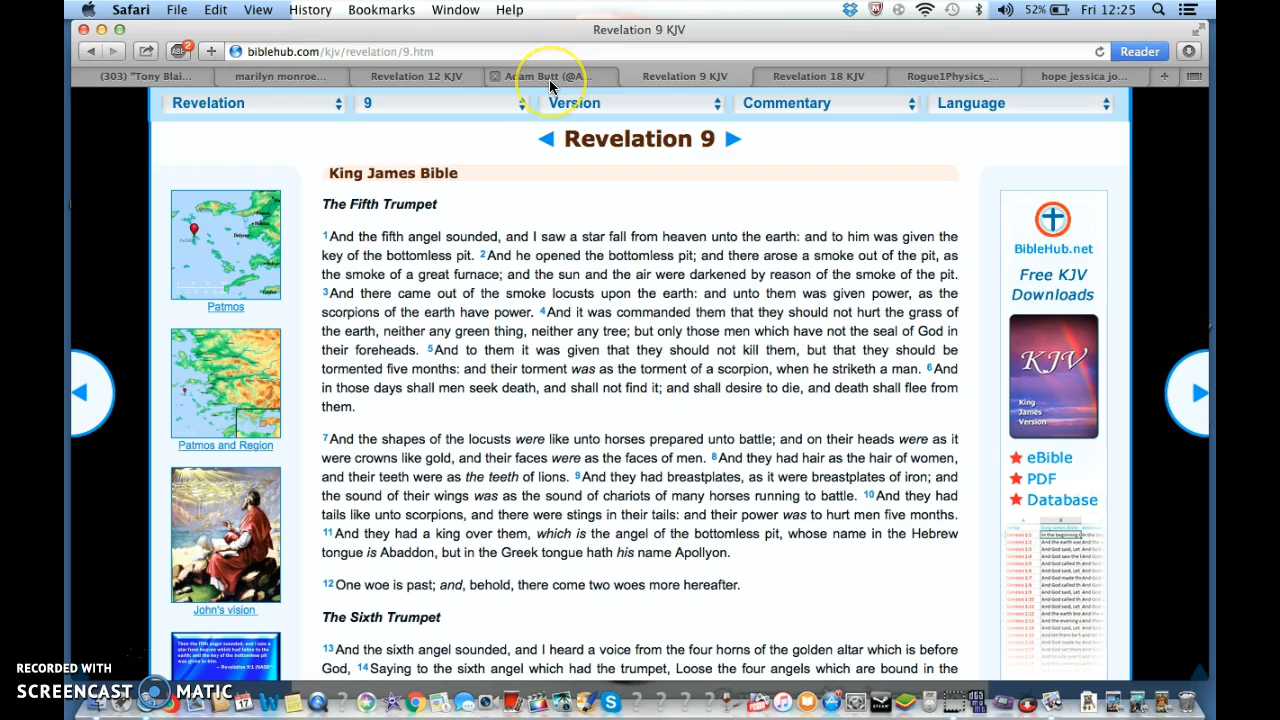 Safari File Edit View History Bookmarks Window Help 52% Fri 12:25
Revelation 9 KJV
2 biblehub.com/kjv/revelation/9.htm Reader
(303) "Tony Blai... marilyn monroe... Revelation 12 KJV Adam Butt (@A... Revelation 9 KJV Revelation 18 KJV Rogue1Physics_... hope jessica jo...
Revelation 9 Version Commentary Language
Revelation 9
King James Bible
The Fifth Trumpet
1And the fifth angel sounded, and I saw a star fall from heaven unto the earth: and to him was given the
key of the bottomless pit. 2And he opened the bottomless pit; and there arose a smoke out of the pit, as
the smoke of a great furnace; and the sun and the air were darkened by reason of the smoke of the pit.
3And there came out of the smoke locusts upon the earth: and unto them was given power, as the
scorpions of the earth have power. 4And it was commanded them that they should not hurt the grass of
the earth, neither any green thing, neither any tree; but only those men which have not the seal of God in
their foreheads. 5And to them it was given that they should not kill them, but that they should be
tormented five months: and their torment was as the torment of a scorpion, when he striketh a man. 6And
in those days shall men seek death, and shall not find it; and shall desire to die, and death shall flee from
them.
7And the shapes of the locusts were like unto horses prepared unto battle; and on their heads were as it
were crowns like gold, and their faces were as the faces of men. 8And they had hair as the hair of women,
and their teeth were as the teeth of lions. 9And they had breastplates, as it were breastplates of iron; and
the sound of their wings was as the sound of chariots of many horses running to battle. 10And they had
tails like unto scorpions, and there were stings in their tails: and their power was to hurt men five months.
11And they had a king over them, which is the angel of the bottomless pit, whose name in the Hebrew
tongue is Abaddon, but in the Greek tongue hath his name Apollyon.
12One woe is past; and, behold, there come two woes more hereafter.
The Sixth Trumpet
13And the sixth angel sounded, and I heard a voice from the four horns of the golden altar which is before
14Saying to the sixth angel which had the trumpet, Loose the four angels which are bound in the
Patmos
Patmos and Region
John's vision
BibleHub.net
Free KJV
Downloads
KJV
King
James
Version
eBible
PDF
Database
RECORDED WITH
SCREENCAST MATIC
17